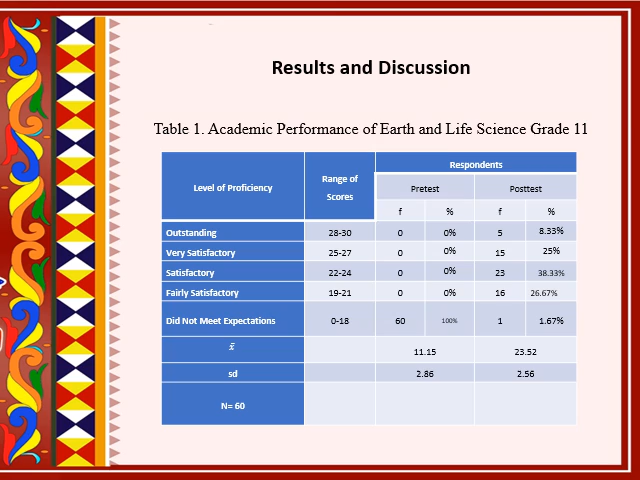 Results and Discussion
Table 1. Academic Performance of Earth and Life Science Grade 11
Level of Proficiency Range of Scores Respondents
Pretest Posttest
f % f %
Outstanding 28-30 0 0% 5 8.33%
Very Satisfactory 25-27 0 0% 15 25%
Satisfactory 22-24 0 0% 23 38.33%
Fairly Satisfactory 19-21 0 0% 16 26.67%
Did Not Meet Expectations 0-18 60 100% 1 1.67%
x̄ 11.15 23.52
sd 2.86 2.56
N= 60